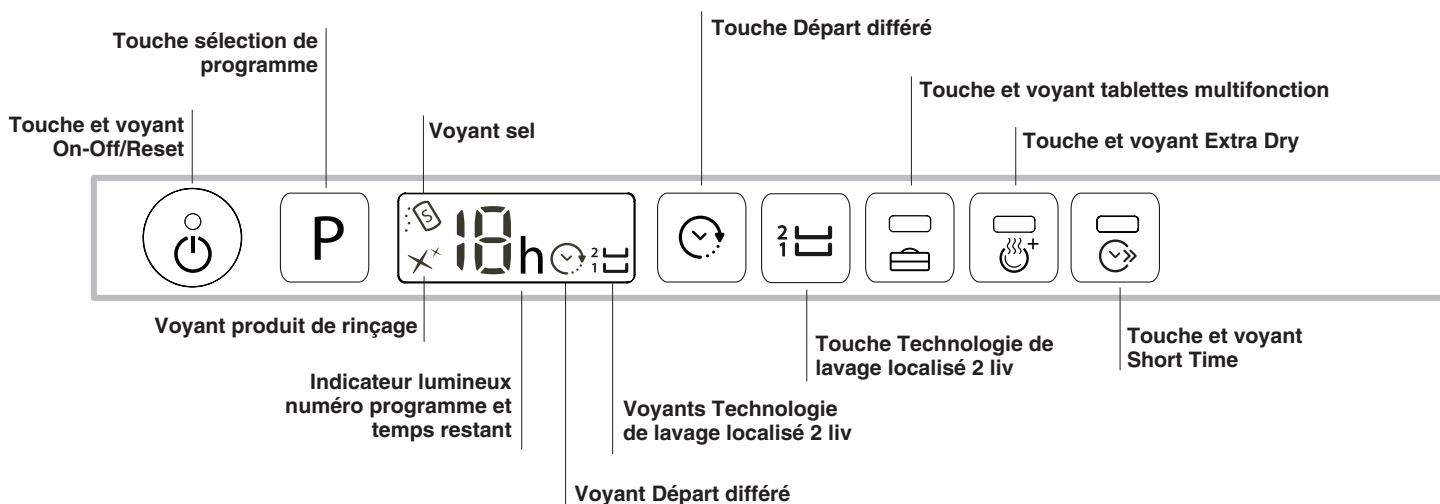 Touche Départ différé
Touche sélection de
programme
Touche et voyant tablettes multifonction
Touche et voyant
On-Off/Reset
Voyant sel
Touche et voyant Extra Dry
P
S
18h
2
1
2
1
+
Voyant produit de rinçage
Touche Technologie de
lavage localisé 2 liv
Touche et voyant
Short Time
Indicateur lumineux
numéro programme et
temps restant
Voyants Technologie
de lavage localisé 2 liv
Voyant Départ différé